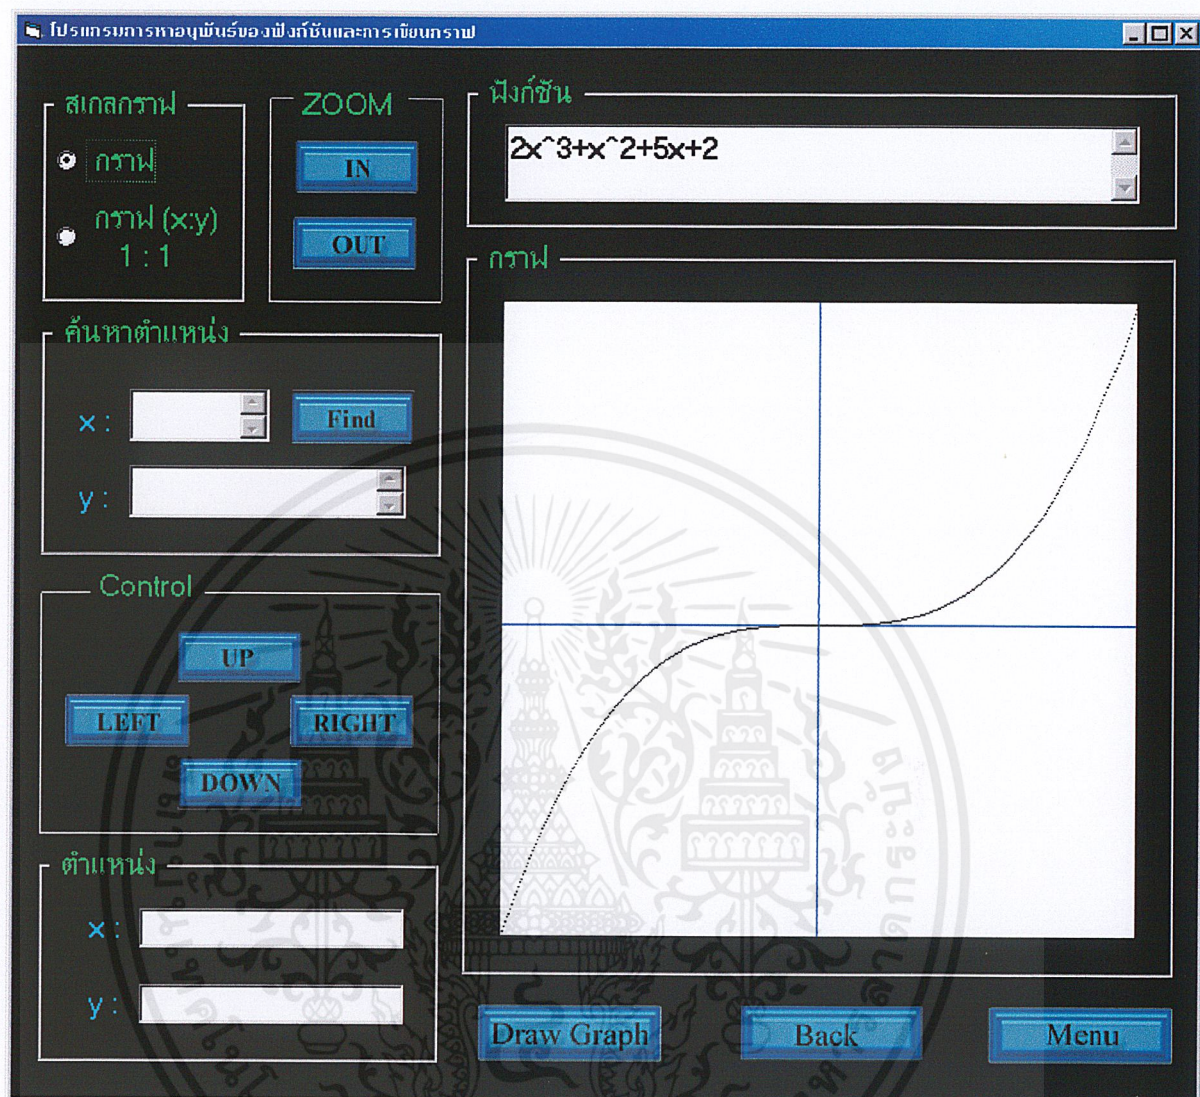 โปรแกรมการหาอนุพันธ์ของฟังก์ชันและการเขียนกราฟ
สเกลกราฟ
กราฟ
กราฟ (x:y)
1 : 1
ZOOM
IN
OUT
ฟังก์ชัน
2x^3+x^2+5x+2
ค้นหาตำแหน่ง
x :
Find
y :
กราฟ
Control
UP
LEFT
RIGHT
DOWN
ตำแหน่ง
x :
y :
Draw Graph
Back
Menu